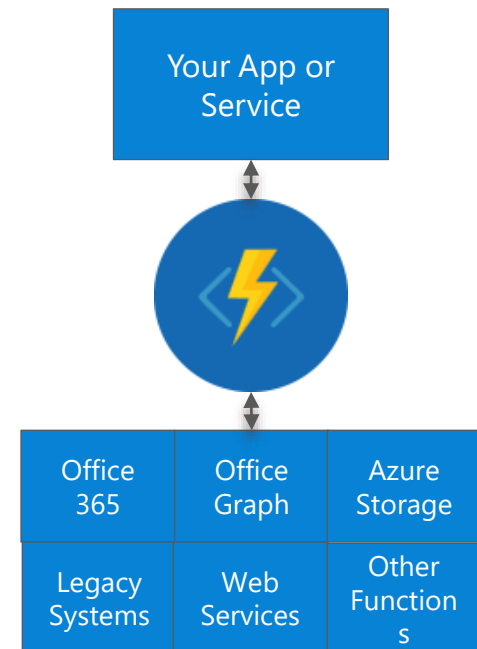 Your App or
Service
Office
365
Office
Graph
Azure
Storage
Legacy
Systems
Web
Services
Other
Function
s